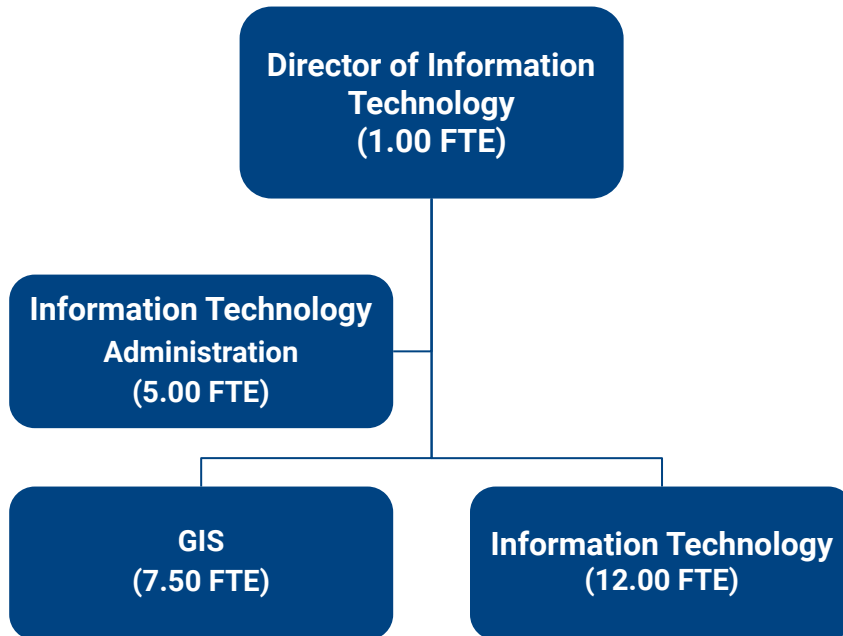 Director of Information
Technology
(1.00 FTE)
Information Technology
Administration
(5.00 FTE)
GIS
(7.50 FTE)
Information Technology
(12.00 FTE)